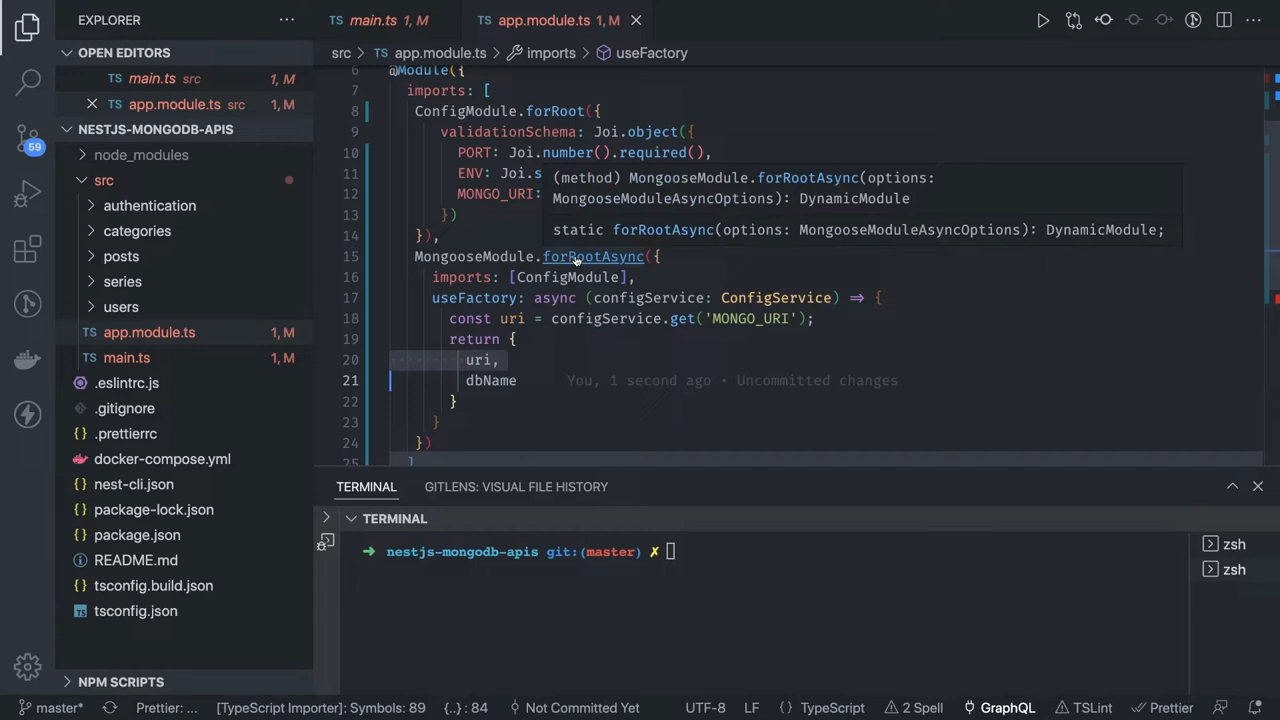 EXPLORER
main.ts 1, M
app.module.ts 1, M
OPEN EDITORS
main.ts src 1, M
app.module.ts src 1, M
NESTJS-MONGODB-APIS
node_modules
src
authentication
categories
posts
series
users
app.module.ts 1, M
main.ts 1, M
.eslintrc.js
.gitignore
.prettierrc
docker-compose.yml
nest-cli.json
package-lock.json
package.json
README.md
tsconfig.build.json
tsconfig.json
NPM SCRIPTS
59
src > app.module.ts > imports > useFactory
6 @Module({
7 imports: [
8 ConfigModule.forRoot({
9 validationSchema: Joi.object({
10 PORT: Joi.number().required(),
11 ENV: Joi.s
12 MONGO_URI:
13 })
14 }),
(method) MongooseModule.forRootAsync(options:
MongooseModuleAsyncOptions): DynamicModule
static forRootAsync(options: MongooseModuleAsyncOptions): DynamicModule;
15 MongooseModule.forRootAsync({
16 imports: [ConfigModule],
17 useFactory: async (configService: ConfigService) => {
18 const uri = configService.get('MONGO_URI');
19 return {
20 uri,
21 dbName You, 1 second ago • Uncommitted changes
22 }
23 }
24 })
25 ]
TERMINAL GITLENS: VISUAL FILE HISTORY
TERMINAL
➜ nestjs-mongodb-apis git:(master) ✗
zsh
zsh
master* Ram, 3 months ago [TypeScript Importer]: Symbols: 89 {..}: 84 Not Committed Yet UTF-8 LF TypeScript 2 Spell GraphQL TSLint Prettier